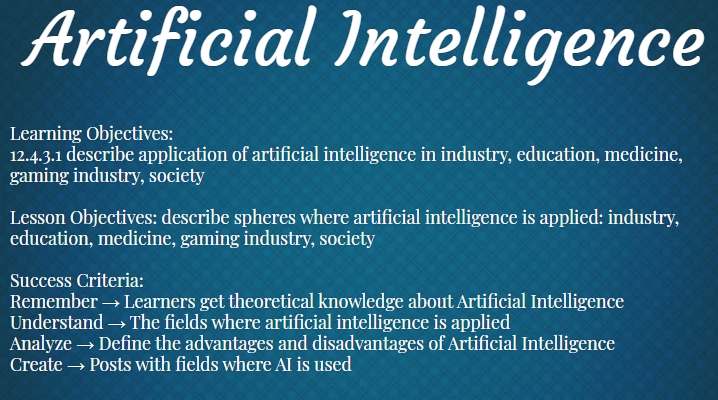 Artificial Intelligence
Learning Objectives:
12.4.3.1 describe application of artificial intelligence in industry, education, medicine,
gaming industry, society
Lesson Objectives: describe spheres where artificial intelligence is applied: industry,
education, medicine, gaming industry, society
Success Criteria:
Remember → Learners get theoretical knowledge about Artificial Intelligence
Understand → The fields where artificial intelligence is applied
Analyze → Define the advantages and disadvantages of Artificial Intelligence
Create → Posts with fields where AI is used